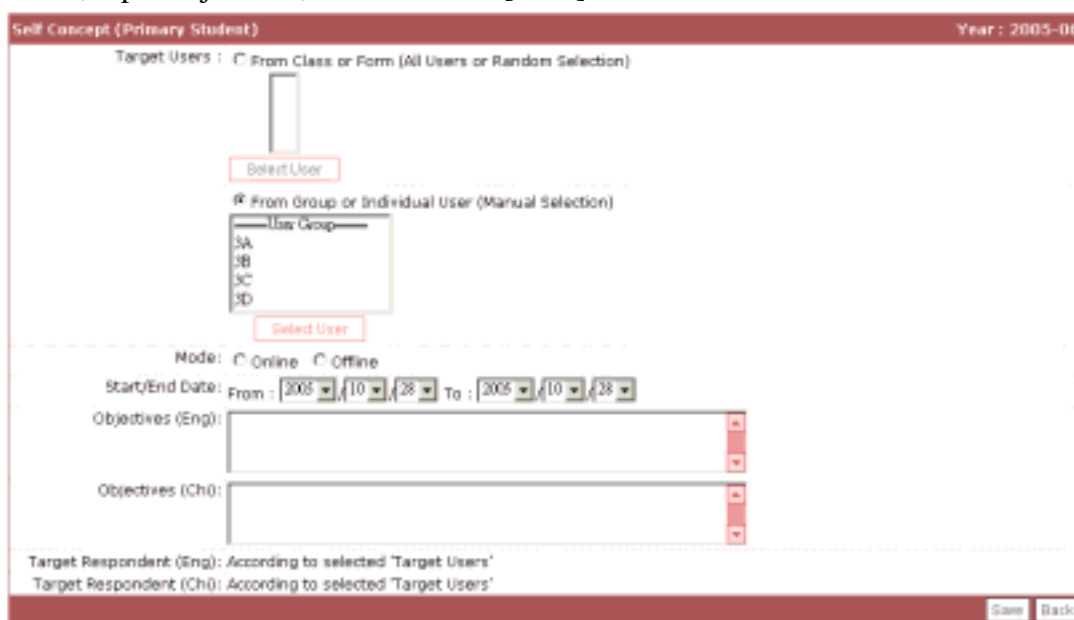 Self Concept (Primary Student) Year : 2005-06
Target Users : From Class or Form (All Users or Random Selection)
Select User
From Group or Individual User (Manual Selection)
User Group
3A
3B
3C
3D
Select User
Mode: Online Offline
Start/End Date: From : 2005 / 10 / 28 To : 2005 / 10 / 28
Objectives (Eng):
Objectives (Chi):
Target Respondent (Eng): According to selected 'Target Users'
Target Respondent (Chi): According to selected 'Target Users'
Save Back